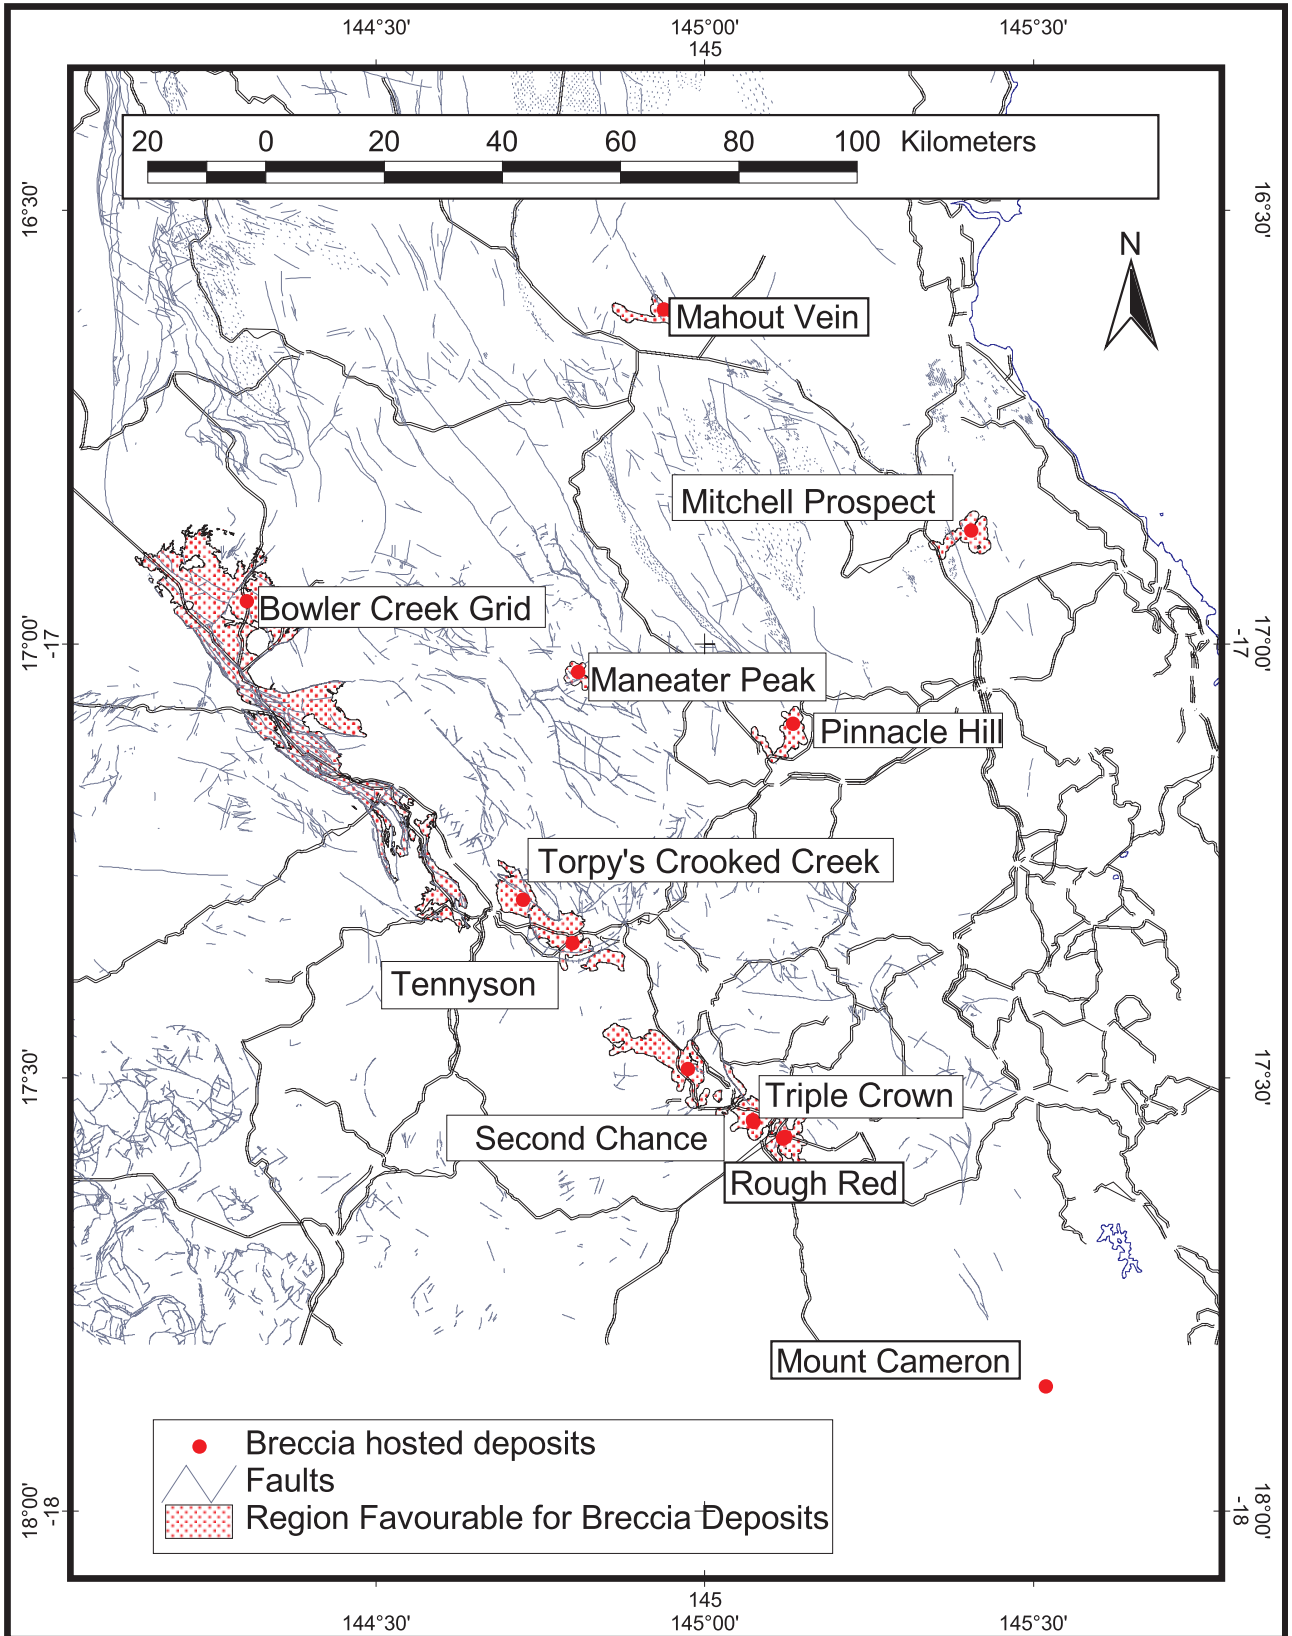 144°30' 145°00' 145°30'
145
20 0 20 40 60 80 100 Kilometers
16°30' 16°30'
N
Mahout Vein
Mitchell Prospect
Bowler Creek Grid
17°00' -17 -17 17°00'
Maneater Peak
Pinnacle Hill
Torpy's Crooked Creek
Tennyson
17°30' 17°30'
Triple Crown
Second Chance
Rough Red
Mount Cameron
Breccia hosted deposits
Faults
Region Favourable for Breccia Deposits
18°00' -18 -18 18°00'
145
144°30' 145°00' 145°30'